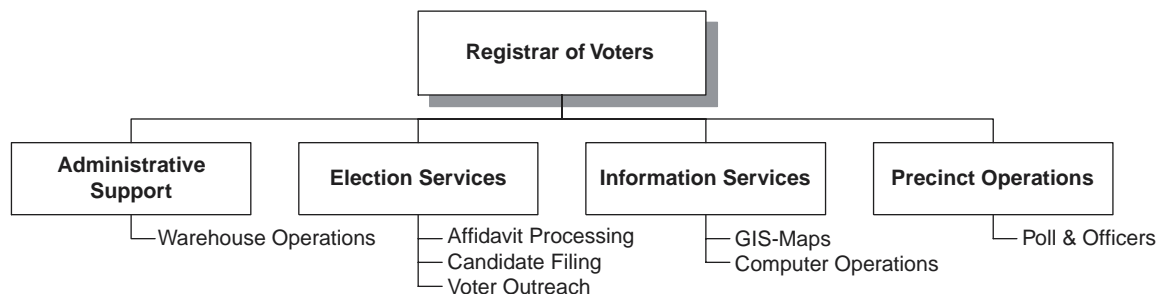 Registrar of Voters
Administrative
Support
Warehouse Operations
Election Services
Affidavit Processing
Candidate Filing
Voter Outreach
Information Services
GIS-Maps
Computer Operations
Precinct Operations
Poll & Officers